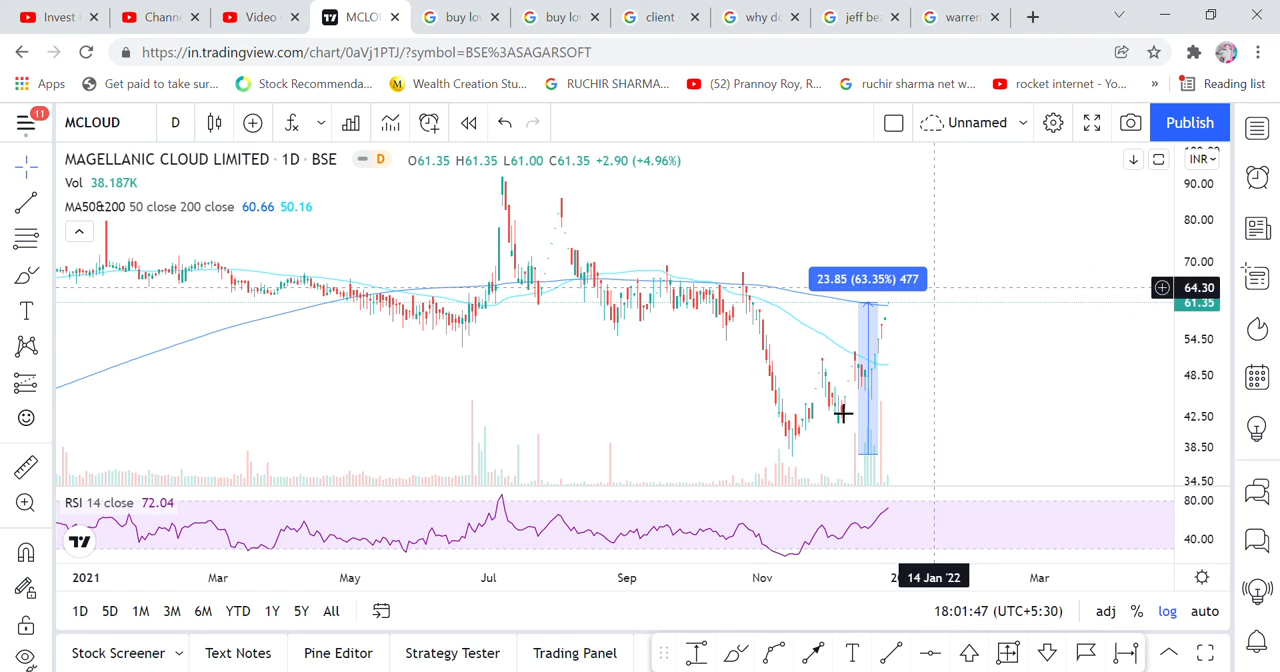 Invest
Chann
Video
MCLOU
buy lo
buy lo
client
why d
jeff be
warren
https://in.tradingview.com/chart/0aVj1PTJ/?symbol=BSE%3ASAGARSOFT
Apps
Get paid to take sur...
Stock Recommenda...
Wealth Creation Stu...
RUCHIR SHARMA...
(52) Prannoy Roy, R...
ruchir sharma net w...
rocket internet - Yo...
»
Reading list
11
MCLOUD
D
Unnamed
Publish
MAGELLANIC CLOUD LIMITED · 1D · BSE
D
O61.35 H61.35 L61.00 C61.35 +2.90 (+4.96%)
INR
Vol 38.187K
MA50&200 50 close 200 close 60.66 50.16
90.00
80.00
70.00
23.85 (63.35%) 477
64.30
61.35
54.50
48.50
42.50
38.50
34.50
RSI 14 close 72.04
80.00
40.00
2021
Mar
May
Jul
Sep
Nov
14 Jan '22
Mar
1D 5D 1M 3M 6M YTD 1Y 5Y All
18:01:47 (UTC+5:30)
adj % log auto
Stock Screener
Text Notes
Pine Editor
Strategy Tester
Trading Panel